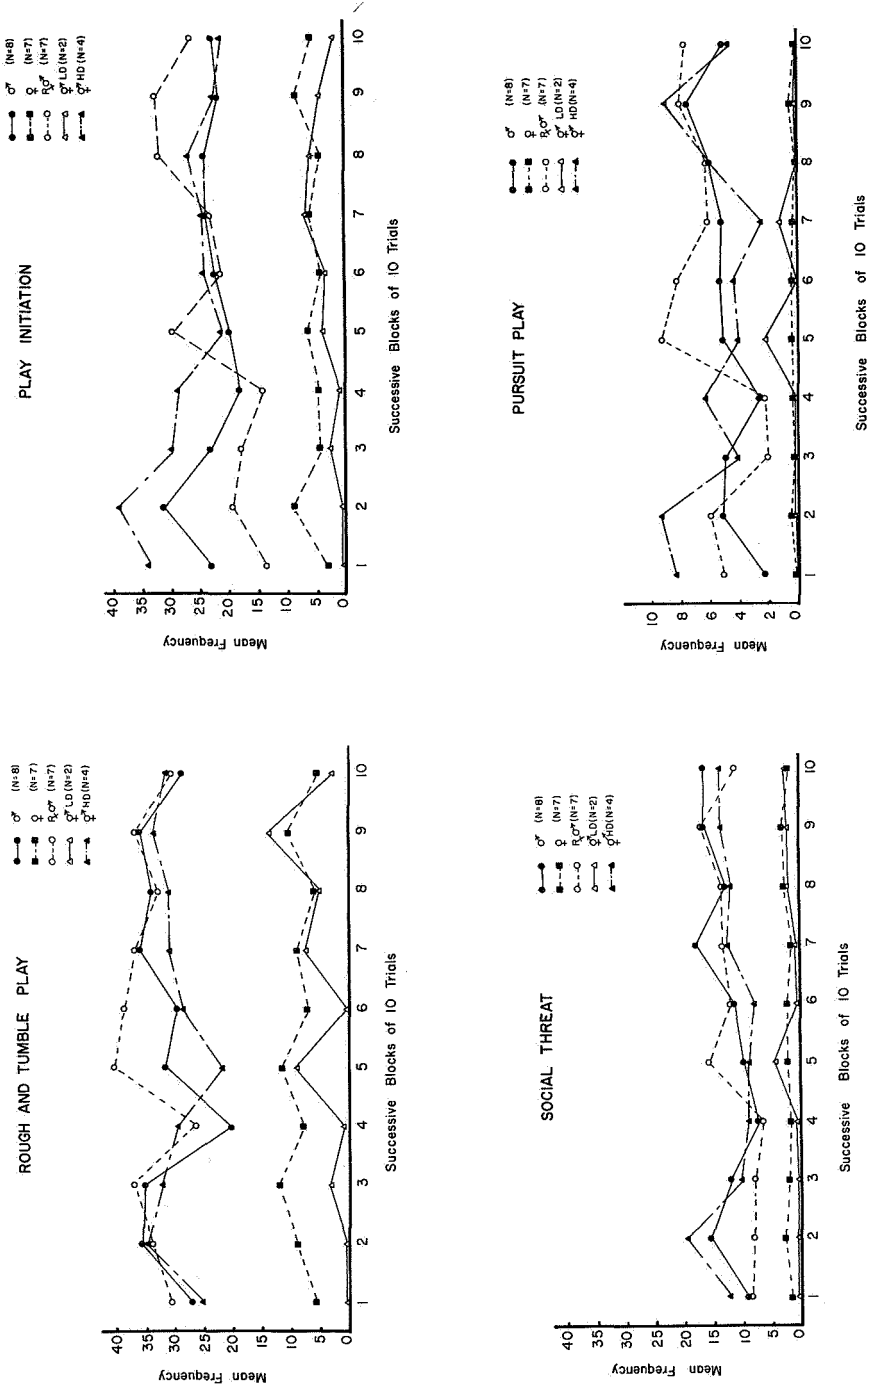 ROUGH AND TUMBLE PLAY
♂ (N=8)
♀ (N=7)
Rx♂ (N=7)
⚥ LD (N=2)
⚥ HD (N=4)
Mean Frequency
40
35
30
25
20
15
10
5
0
1 2 3 4 5 6 7 8 9 10
Successive Blocks of 10 Trials
PLAY INITIATION
♂ (N=8)
♀ (N=7)
Rx♂ (N=7)
⚥ LD (N=2)
⚥ HD (N=4)
Mean Frequency
40
35
30
25
20
15
10
5
0
1 2 3 4 5 6 7 8 9 10
Successive Blocks of 10 Trials
SOCIAL THREAT
♂ (N=8)
♀ (N=7)
Rx♂ (N=7)
⚥ LD (N=2)
⚥ HD (N=4)
Mean Frequency
40
35
30
25
20
15
10
5
0
1 2 3 4 5 6 7 8 9 10
Successive Blocks of 10 Trials
PURSUIT PLAY
♂ (N=8)
♀ (N=7)
Rx♂ (N=7)
⚥ LD (N=2)
⚥ HD (N=4)
Mean Frequency
10
8
6
4
2
0
1 2 3 4 5 6 7 8 9 10
Successive Blocks of 10 Trials